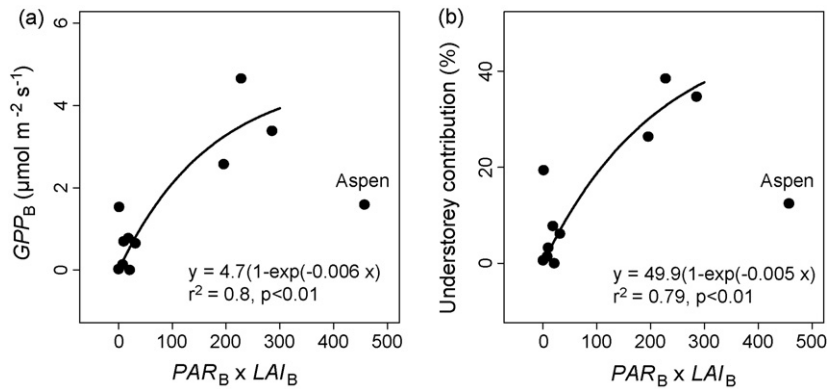 (a)
6
4
2
0
GPP_B (µmol m⁻² s⁻¹)
Aspen
y = 4.7(1-exp(-0.006 x)
r² = 0.8, p<0.01
0 100 200 300 400 500
PAR_B x LAI_B
(b)
40
20
0
Understorey contribution (%)
Aspen
y = 49.9(1-exp(-0.005 x)
r² = 0.79, p<0.01
0 100 200 300 400 500
PAR_B x LAI_B